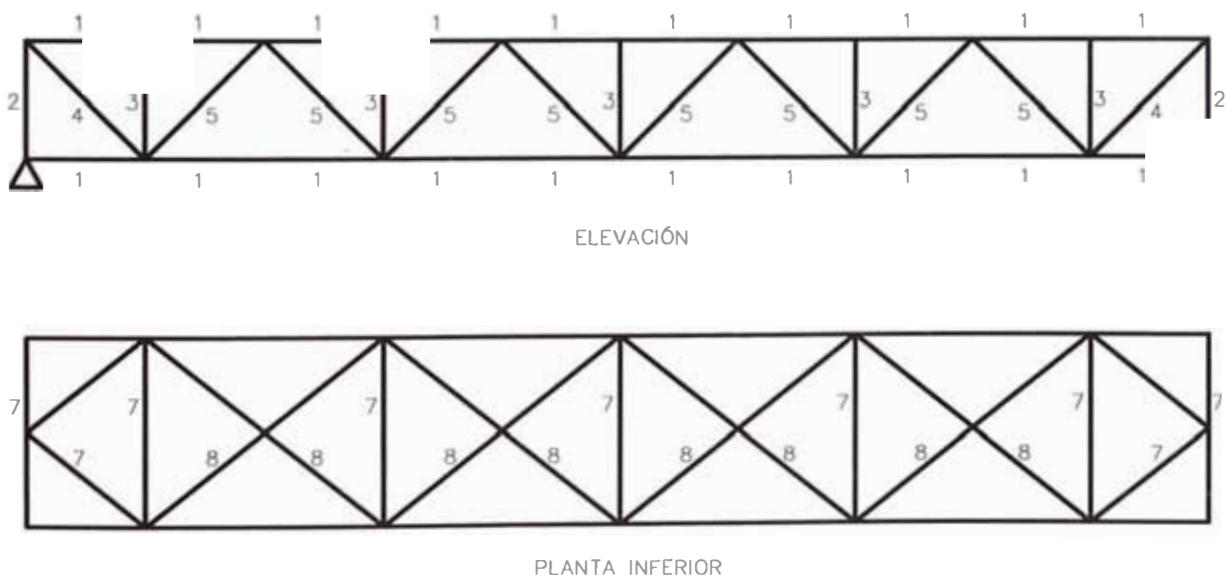 1 1 1 1 1 1 1 1 1 1
2 4 3 5 5 3 5 5 3 5 5 3 5 5 3 4 2
1 1 1 1 1 1 1 1 1 1
ELEVACIÓN
7 7 7 7 7 7 7
7 8 8 8 8 8 8 8 8 7
PLANTA INFERIOR